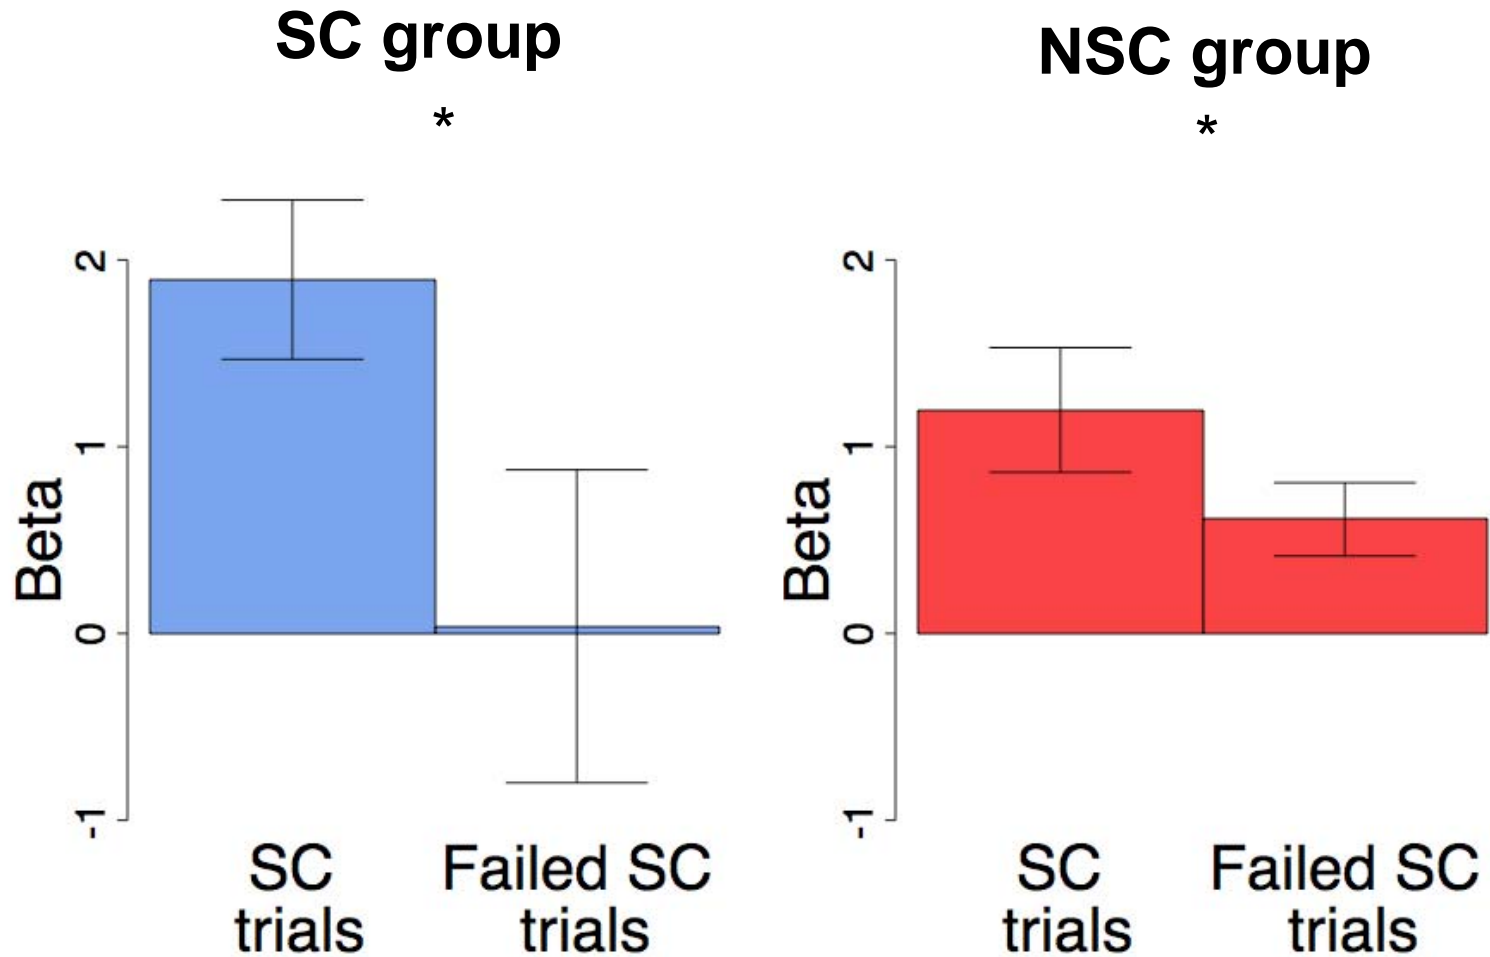 SC group
*
2
1
0
-1
Beta
SC
trials
Failed SC
trials
NSC group
*
2
1
0
-1
Beta
SC
trials
Failed SC
trials